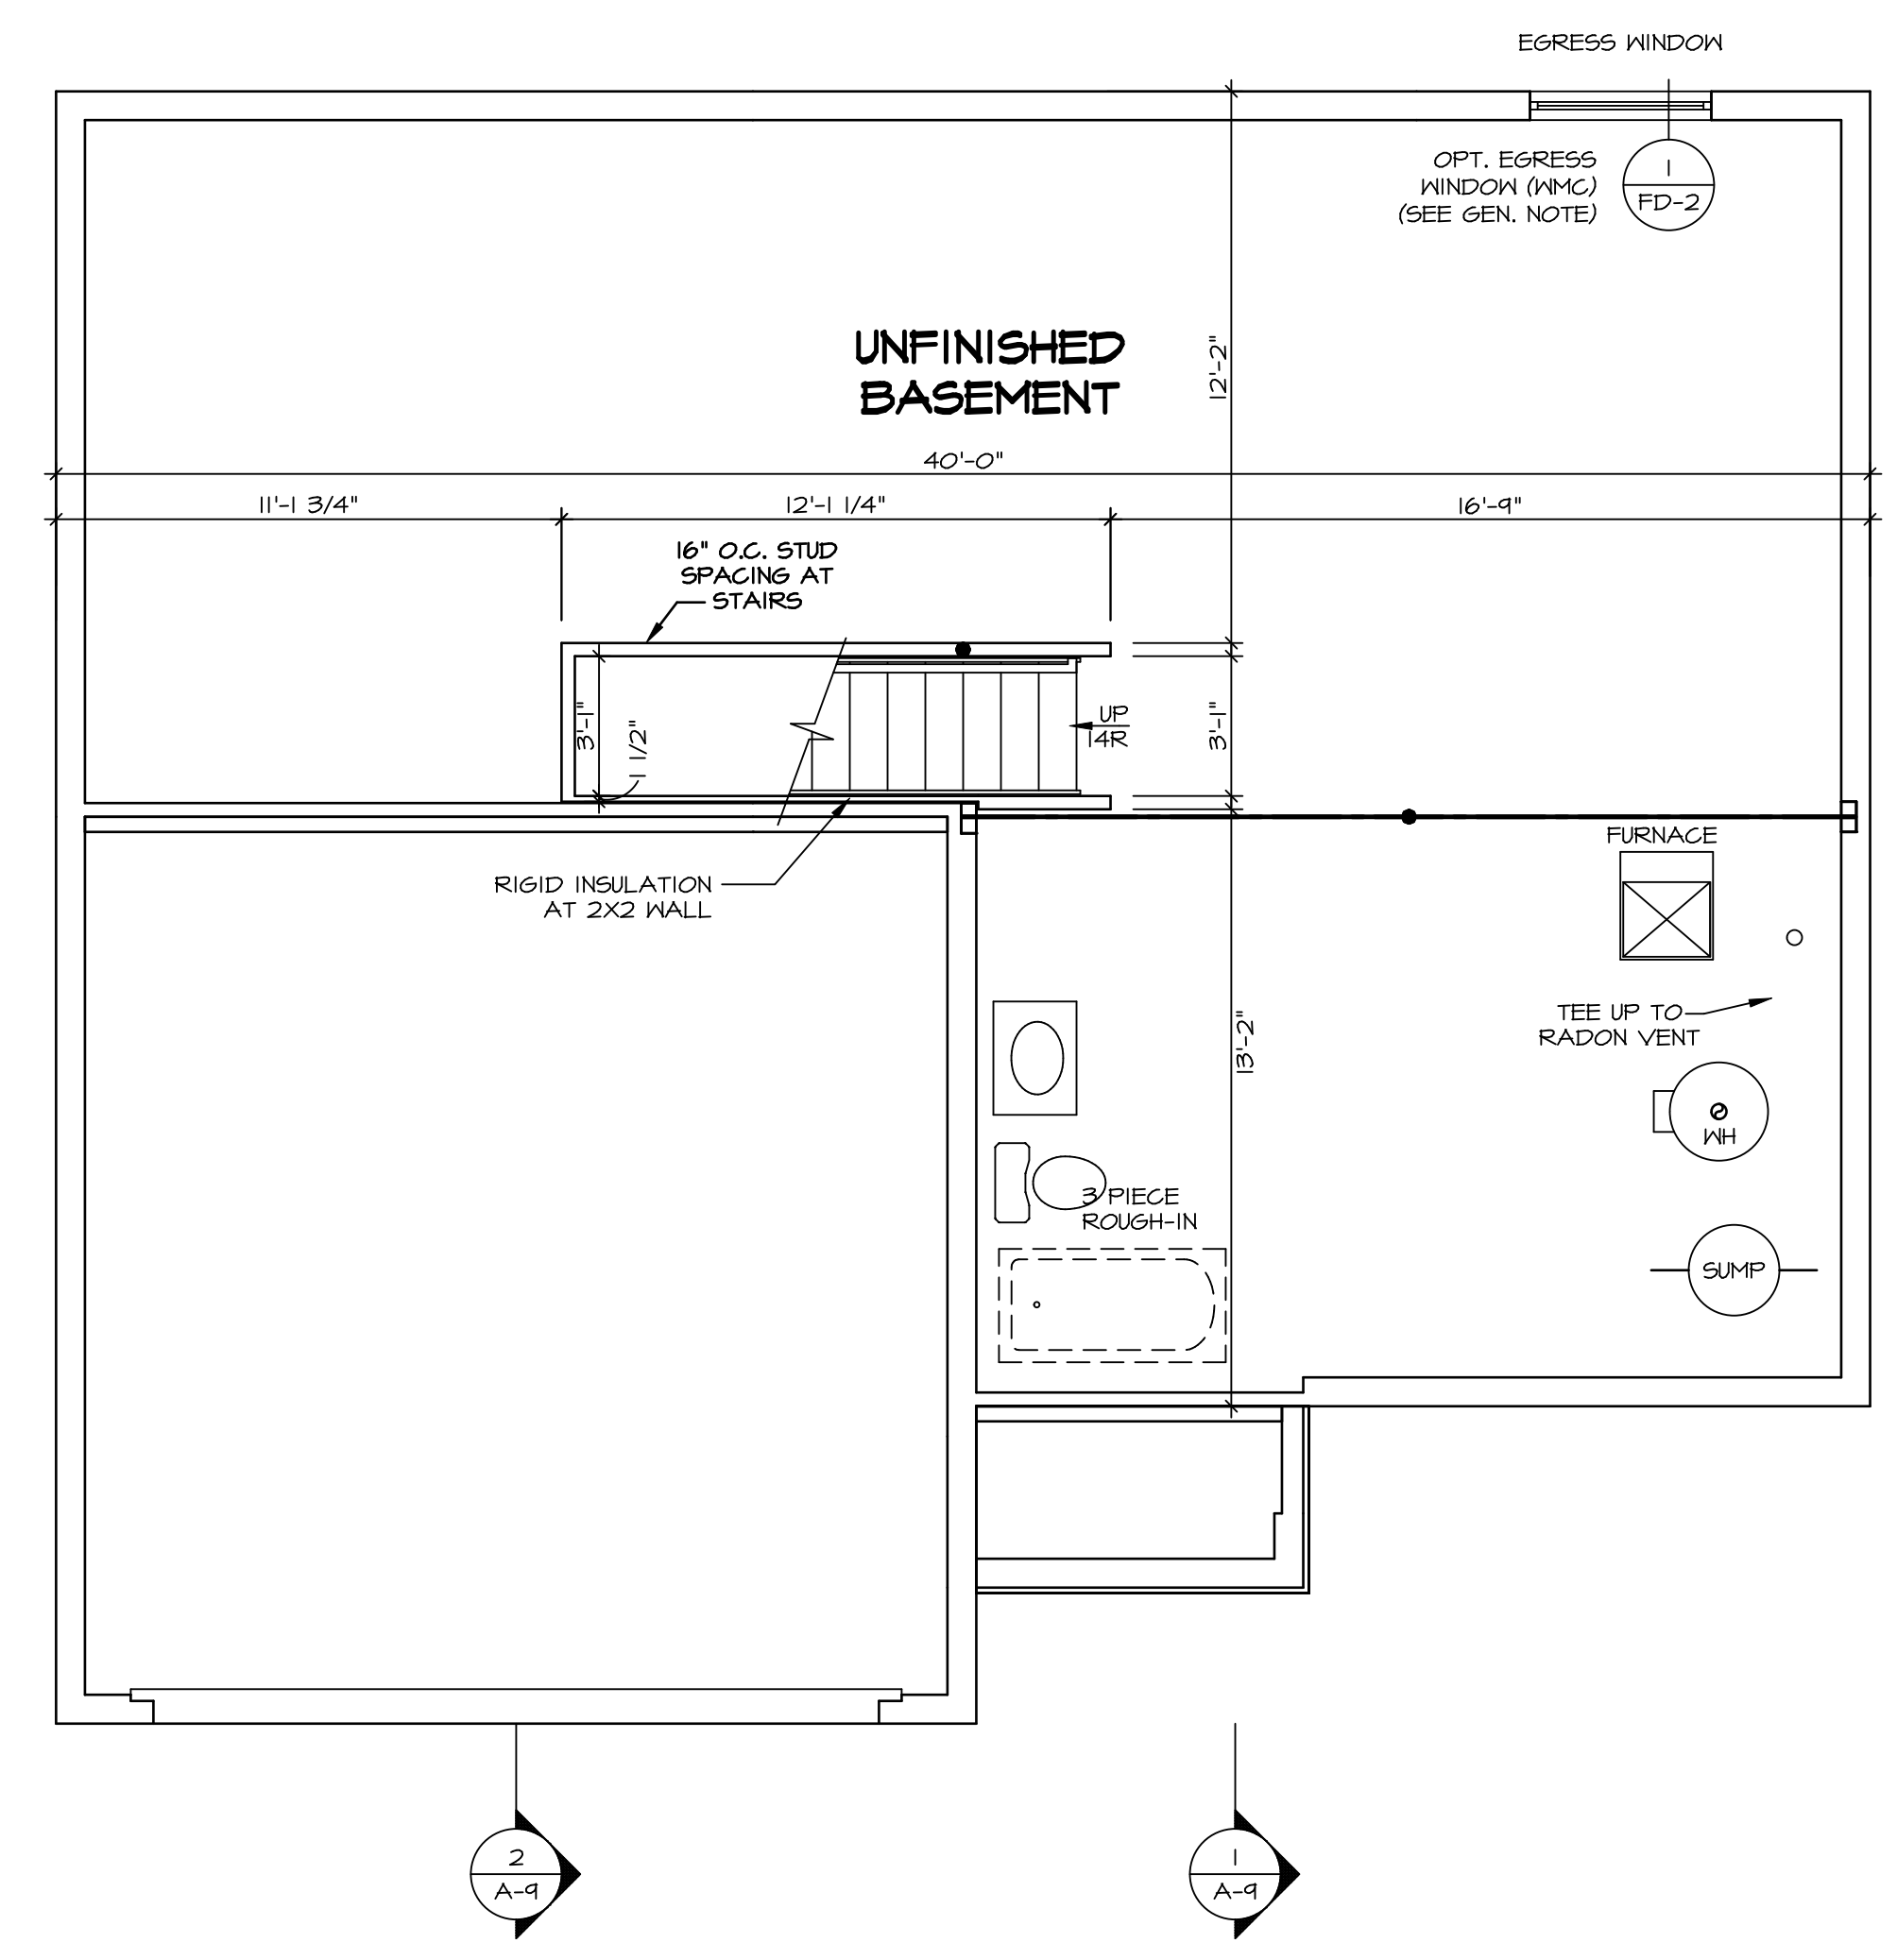 EGRESS WINDOW
OPT. EGRESS
WINDOW (WMC)
(SEE GEN. NOTE)
1
FD-2
UNFINISHED
BASEMENT
12'-2"
40'-0"
11'-1 3/4"
12'-1 1/4"
16'-9"
16" O.C. STUD
SPACING AT
STAIRS
3'-1"
1 1/2"
UP
14R
3'-1"
FURNACE
RIGID INSULATION
AT 2X2 WALL
TEE UP TO
RADON VENT
13'-2"
WH
3 PIECE
ROUGH-IN
SUMP
2
A-9
1
A-9